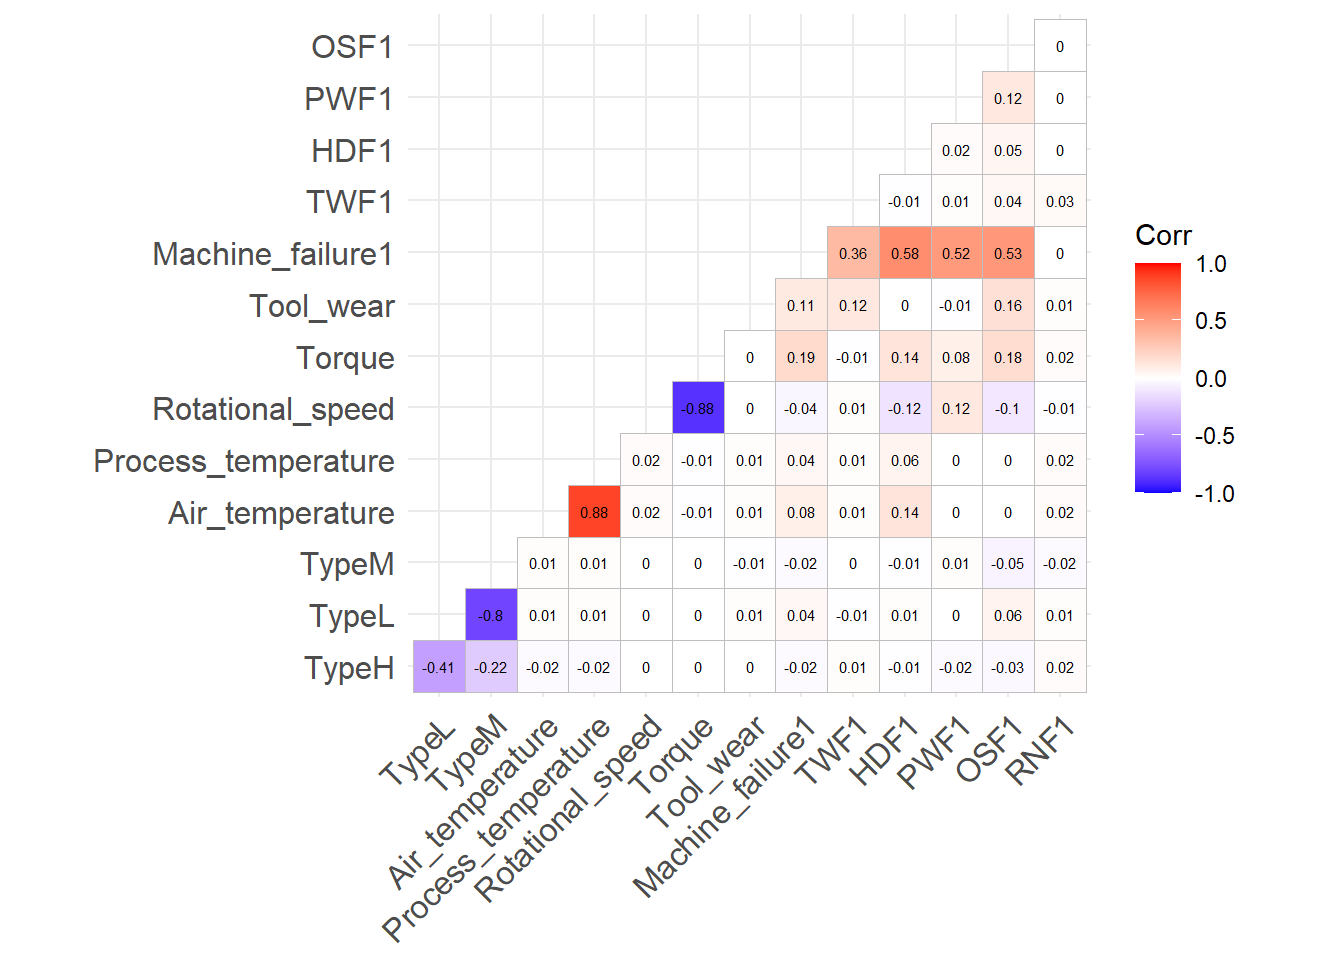 OSF1 0
PWF1 0.12 0
HDF1 0.02 0.05 0
TWF1 -0.01 0.01 0.04 0.03
Machine_failure1 0.36 0.58 0.52 0.53 0
Tool_wear 0.11 0.12 0 -0.01 0.16 0.01
Torque 0 0.19 -0.01 0.14 0.08 0.18 0.02
Rotational_speed -0.88 0 -0.04 0.01 -0.12 0.12 -0.1 -0.01
Process_temperature 0.02 -0.01 0.01 0.04 0.01 0.06 0 0 0.02
Air_temperature 0.88 0.02 -0.01 0.01 0.08 0.01 0.14 0 0 0.02
TypeM 0.01 0.01 0 0 -0.01 -0.02 0 -0.01 0.01 -0.05 -0.02
TypeL -0.8 0.01 0.01 0 0 0.01 0.04 -0.01 0.01 0 0.06 0.01
TypeH -0.41 -0.22 -0.02 -0.02 0 0 0 -0.02 0.01 -0.01 -0.02 -0.03 0.02
TypeL
TypeM
Air_temperature
Process_temperature
Rotational_speed
Torque
Tool_wear
Machine_failure1
TWF1
HDF1
PWF1
OSF1
RNF1
Corr
1.0
0.5
0.0
-0.5
-1.0